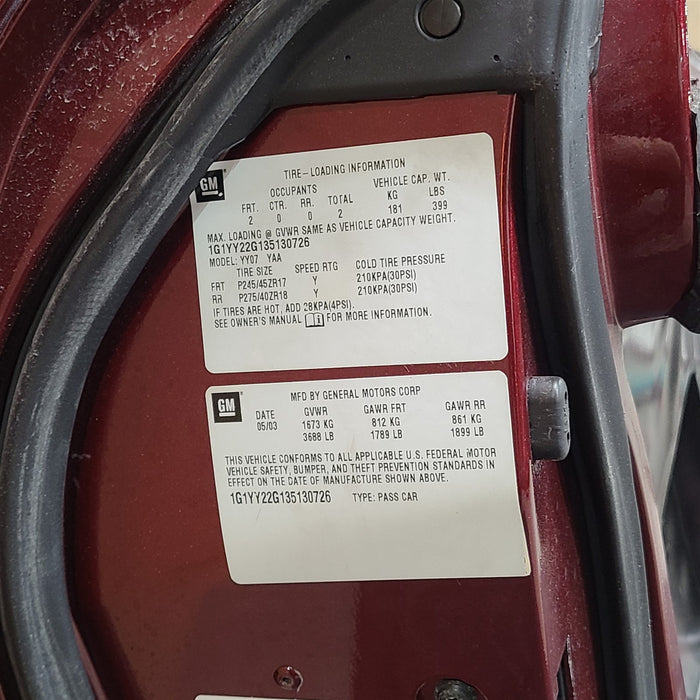 GM
TIRE-LOADING INFORMATION
OCCUPANTS VEHICLE CAP. WT.
FRT. CTR. RR. TOTAL KG LBS
2 0 0 2 181 399
MAX. LOADING @ GVWR SAME AS VEHICLE CAPACITY WEIGHT.
1G1YY22G135130726
MODEL: YY07 YAA
TIRE SIZE SPEED RTG COLD TIRE PRESSURE
FRT P245/45ZR17 Y 210KPA(30PSI)
RR P275/40ZR18 Y 210KPA(30PSI)
IF TIRES ARE HOT, ADD 28KPA(4PSI).
SEE OWNER'S MANUAL FOR MORE INFORMATION.
GM
MFD BY GENERAL MOTORS CORP
DATE GVWR GAWR FRT GAWR RR
05/03 1673 KG 812 KG 861 KG
3688 LB 1789 LB 1899 LB
THIS VEHICLE CONFORMS TO ALL APPLICABLE U.S. FEDERAL MOTOR
VEHICLE SAFETY, BUMPER, AND THEFT PREVENTION STANDARDS IN
EFFECT ON THE DATE OF MANUFACTURE SHOWN ABOVE.
1G1YY22G135130726 TYPE: PASS CAR